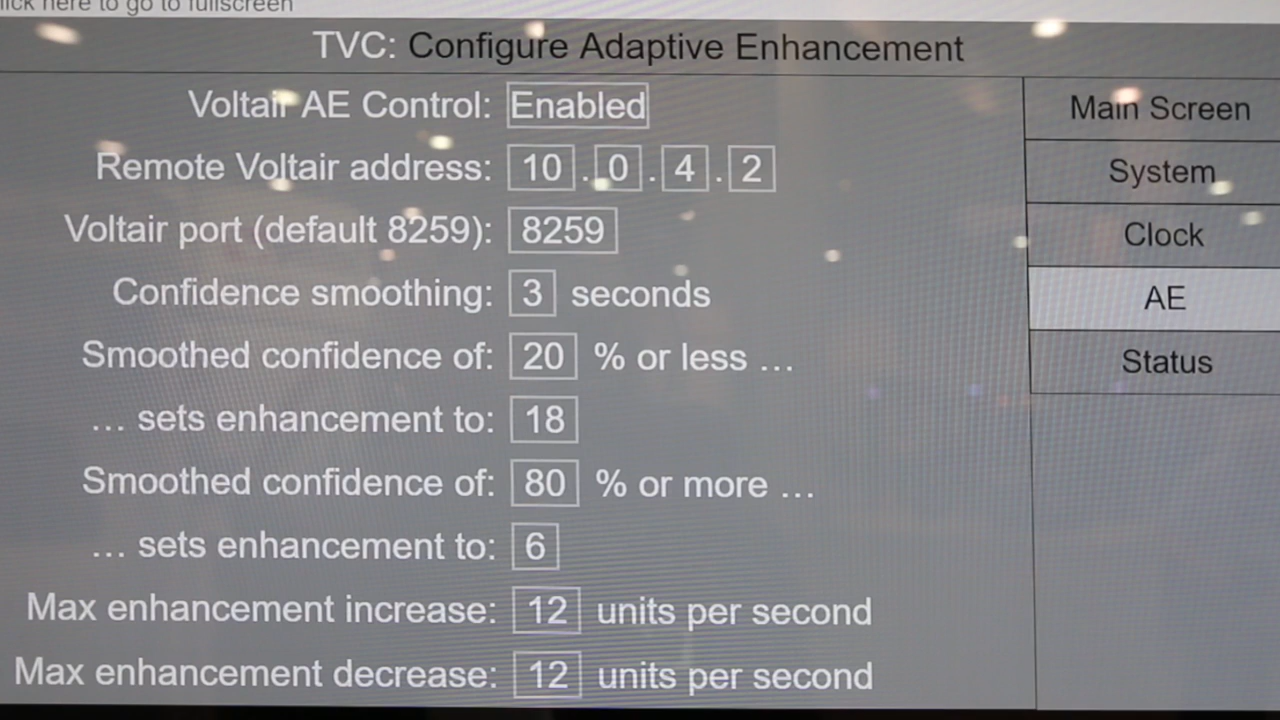 lick here to go to fullscreen
TVC: Configure Adaptive Enhancement
Voltair AE Control: Enabled
Remote Voltair address: 10 . 0 . 4 . 2
Voltair port (default 8259): 8259
Confidence smoothing: 3 seconds
Smoothed confidence of: 20 % or less …
… sets enhancement to: 18
Smoothed confidence of: 80 % or more …
… sets enhancement to: 6
Max enhancement increase: 12 units per second
Max enhancement decrease: 12 units per second
Main Screen
System
Clock
AE
Status